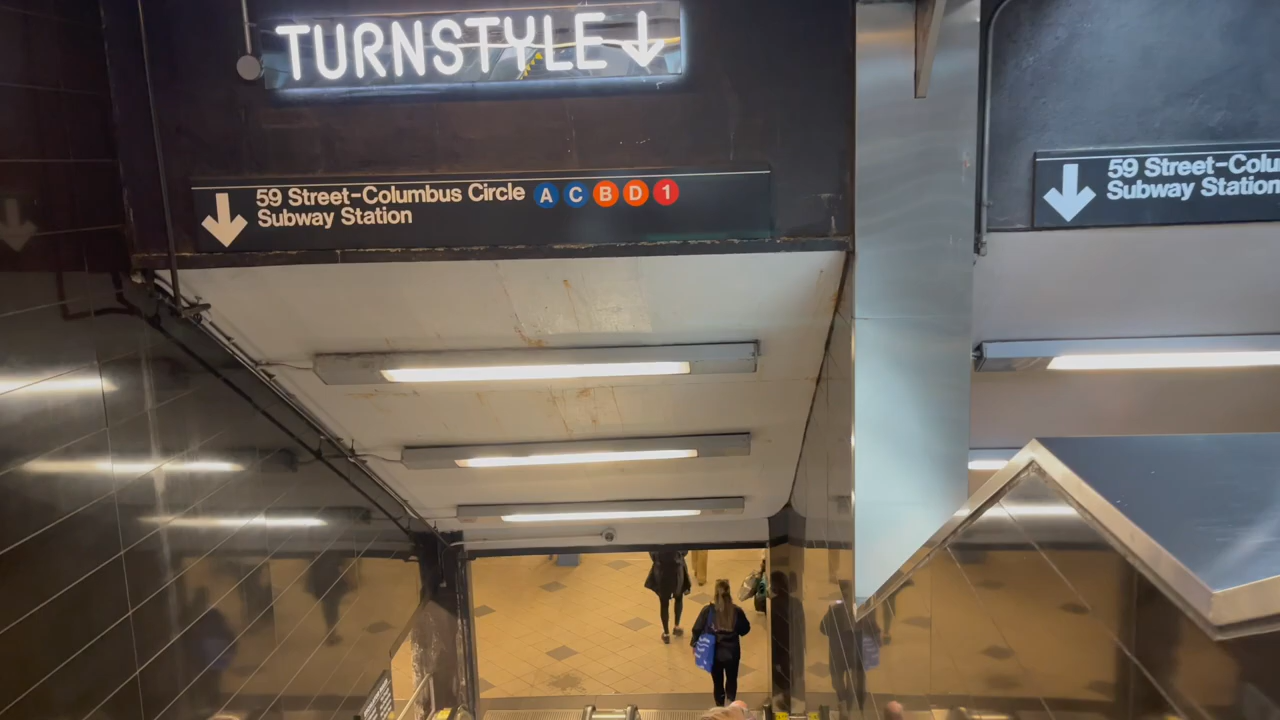 TURNSTYLE ↓
59 Street–Columbus Circle A C B D 1
Subway Station
59 Street–Colu
Subway Station